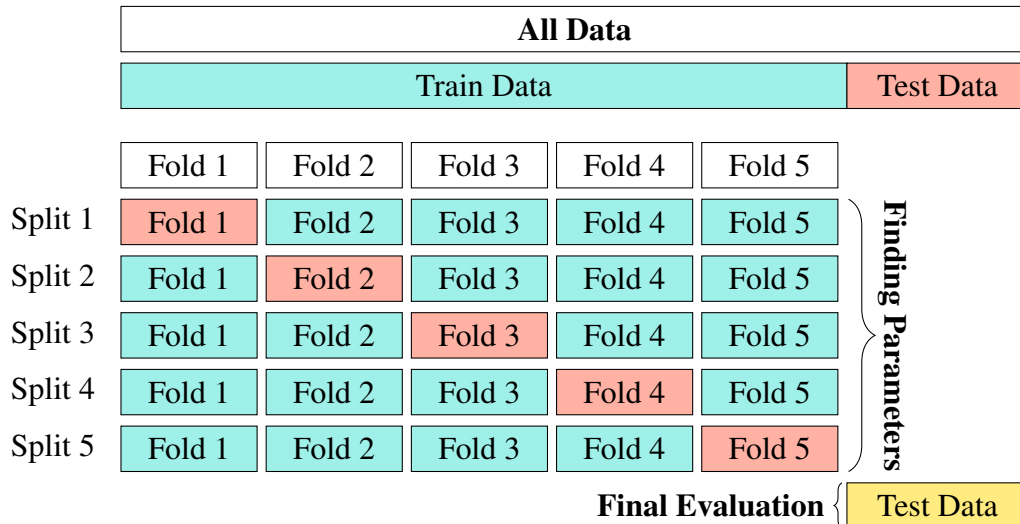 All Data
Train Data Test Data
Fold 1 Fold 2 Fold 3 Fold 4 Fold 5
Split 1 Fold 1 Fold 2 Fold 3 Fold 4 Fold 5
Split 2 Fold 1 Fold 2 Fold 3 Fold 4 Fold 5
Split 3 Fold 1 Fold 2 Fold 3 Fold 4 Fold 5
Split 4 Fold 1 Fold 2 Fold 3 Fold 4 Fold 5
Split 5 Fold 1 Fold 2 Fold 3 Fold 4 Fold 5
Finding Parameters
Final Evaluation Test Data